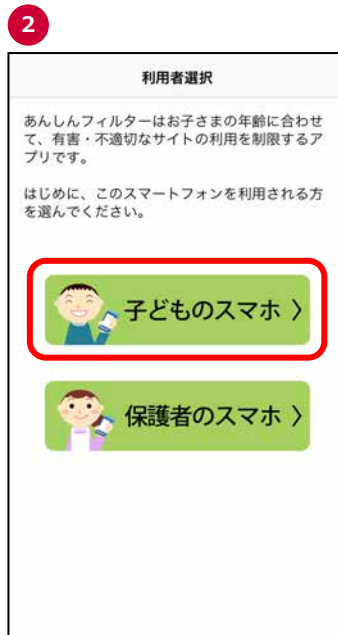 2
利用者選択
あんしんフィルターはお子さまの年齢に合わせ
て、有害・不適切なサイトの利用を制限するア
プリです。
はじめに、このスマートフォンを利用される方
を選んでください。
子どものスマホ 〉
保護者のスマホ 〉